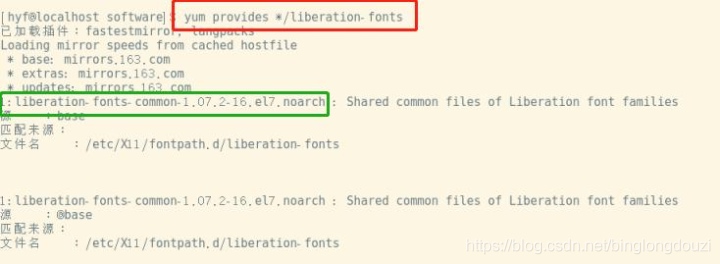 [hyf@localhost software]$ yum provides */liberation-fonts
已加载插件：fastestmirror, langpacks
Loading mirror speeds from cached hostfile
* base: mirrors.163.com
* extras: mirrors.163.com
* updates: mirrors.163.com
1:liberation-fonts-common-1.07.2-16.el7.noarch : Shared common files of Liberation font families
源 : base
匹配来源：
文件名 : /etc/X11/fontpath.d/liberation-fonts
1:liberation-fonts-common-1.07.2-16.el7.noarch : Shared common files of Liberation font families
源 : @base
匹配来源：
文件名 : /etc/X11/fontpath.d/liberation-fonts
https://blog.csdn.net/binglongdouzi